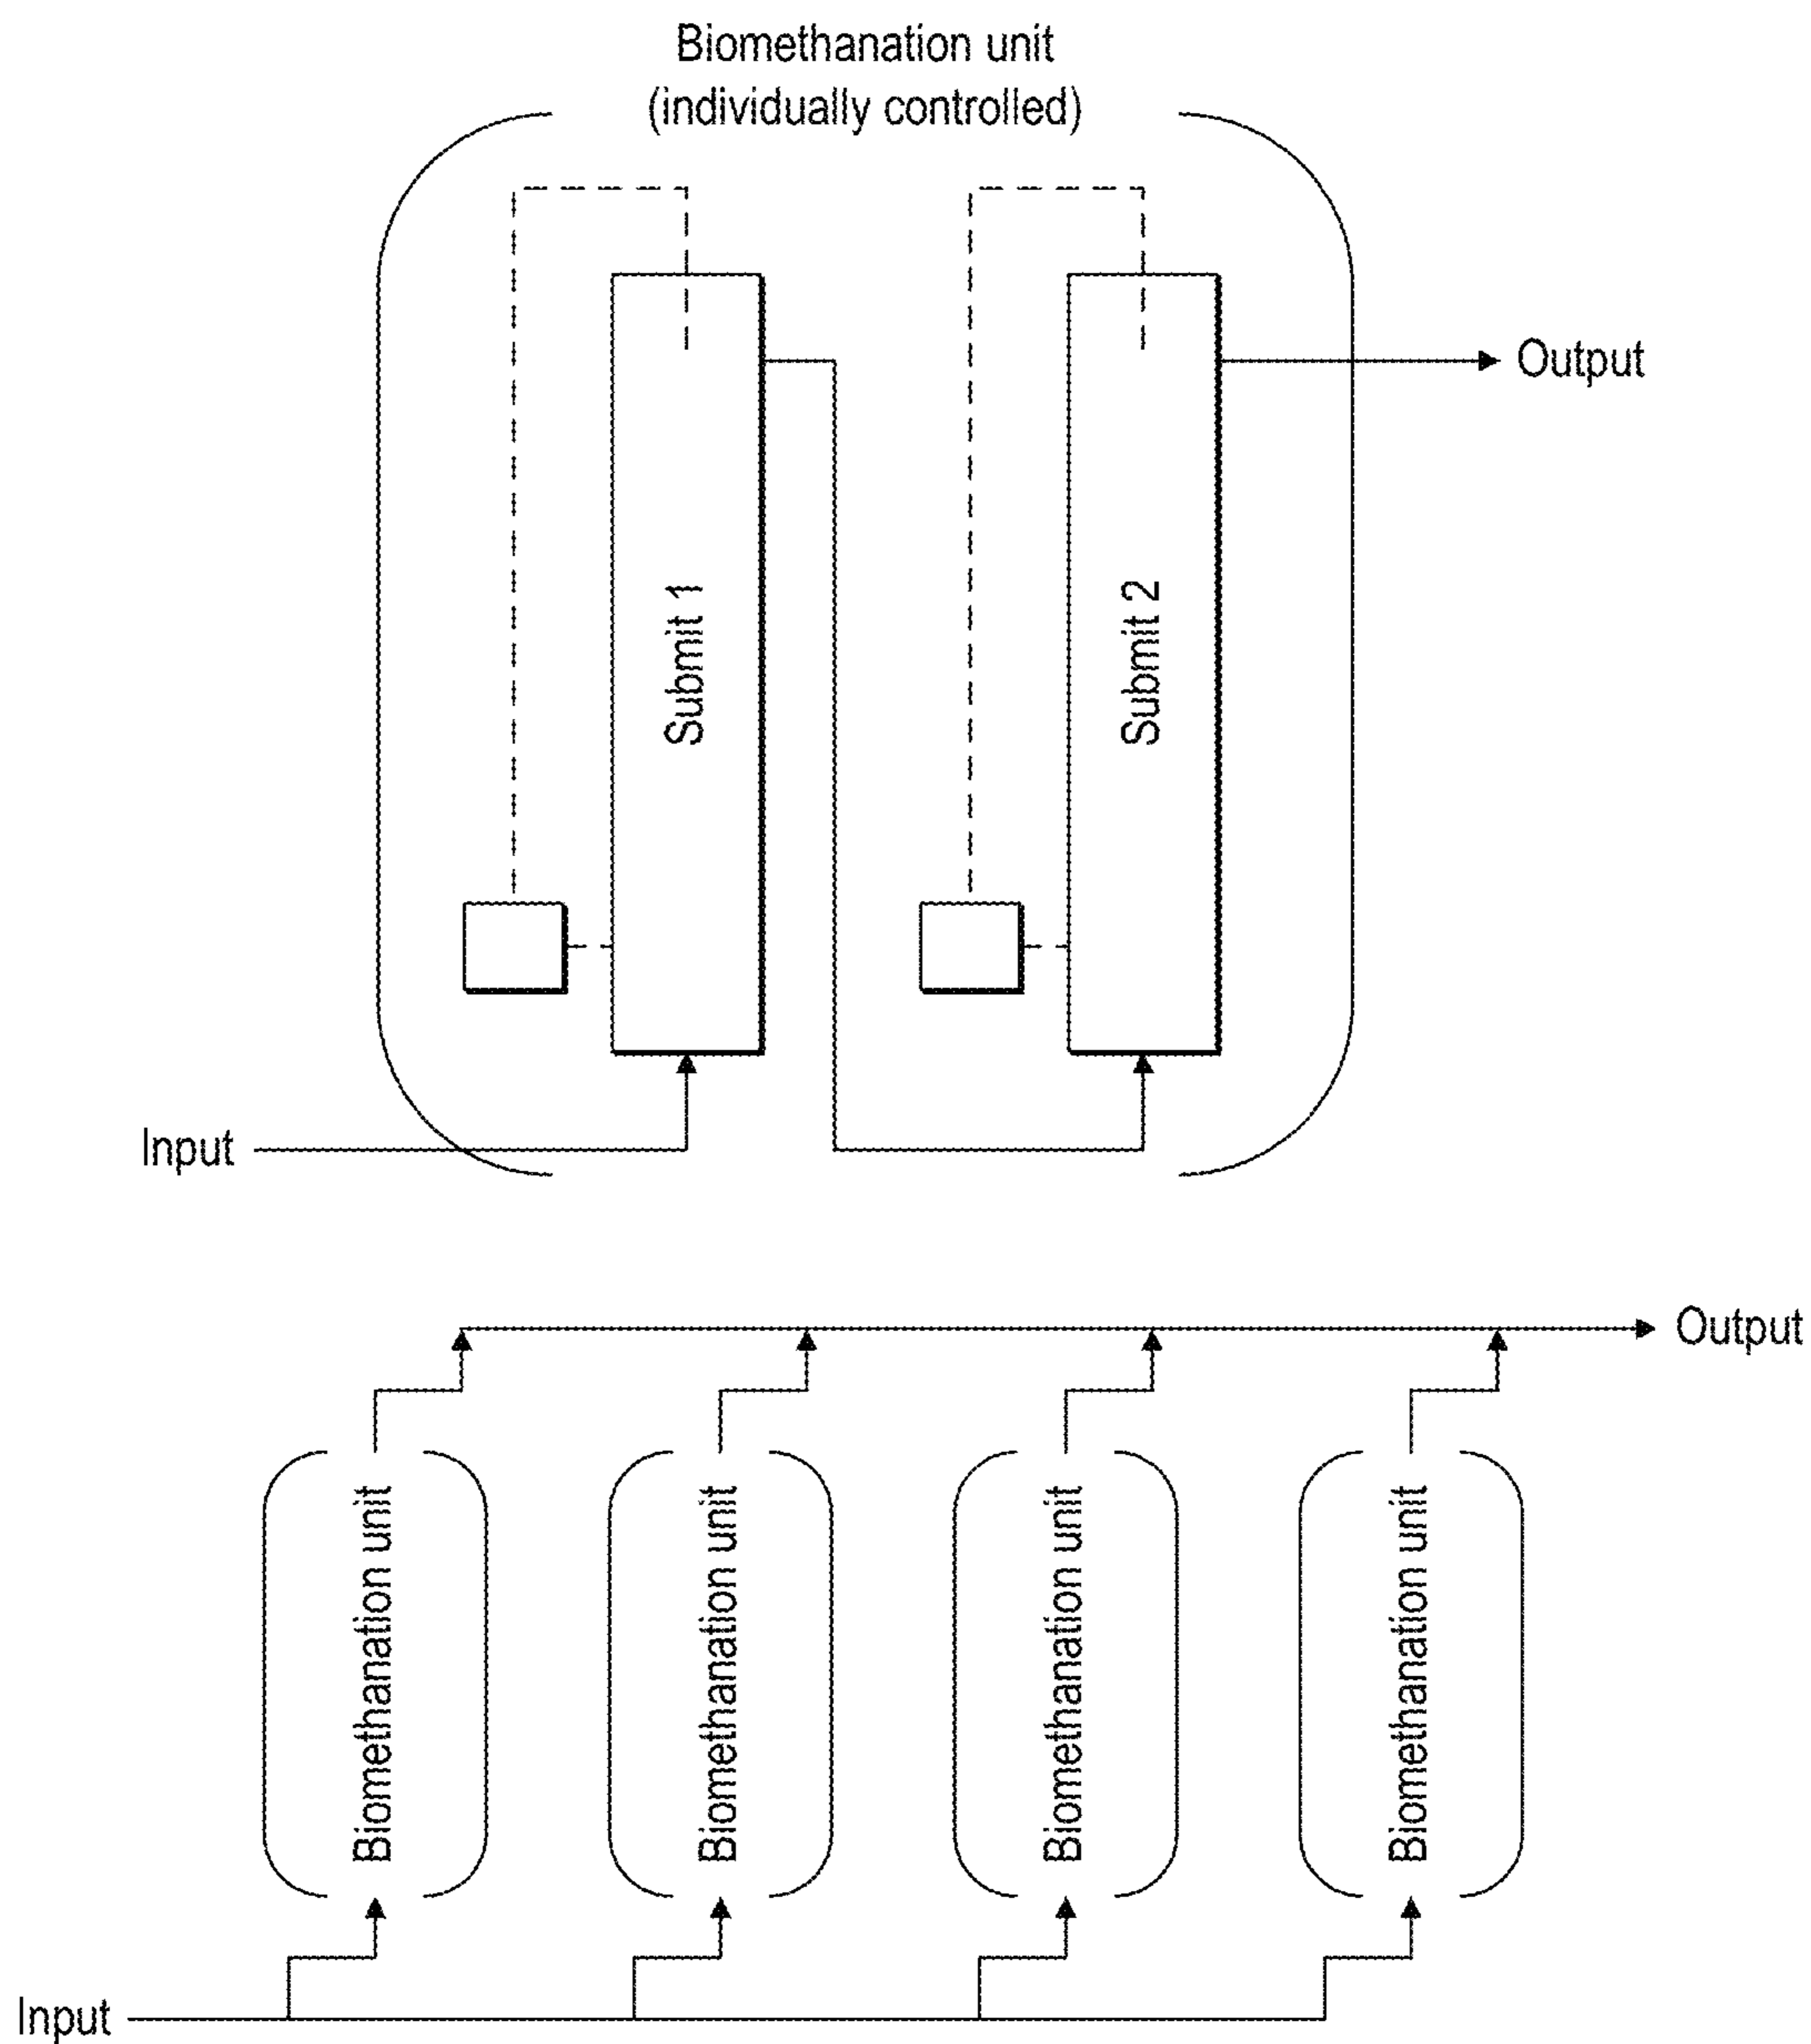 Biomethanation unit
(individually controlled)
Output
Submit 1
Submit 2
Input
Output
Biomethanation unit
Biomethanation unit
Biomethanation unit
Biomethanation unit
Input